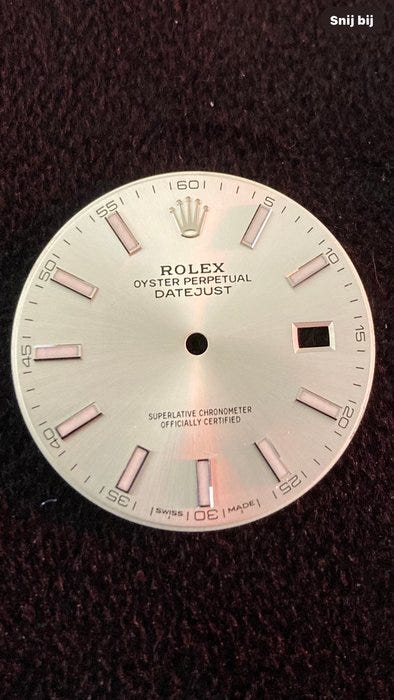 Snij bij
60
5
10
15
20
25
30
35
40
45
50
55
ROLEX
OYSTER PERPETUAL
DATEJUST
SUPERLATIVE CHRONOMETER
OFFICIALLY CERTIFIED
SWISS MADE